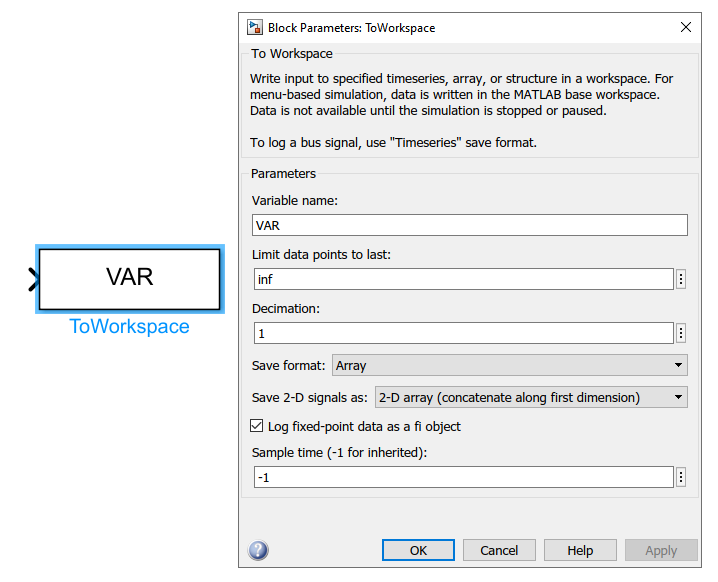 Block Parameters: ToWorkspace
To Workspace
Write input to specified timeseries, array, or structure in a workspace. For
menu-based simulation, data is written in the MATLAB base workspace.
Data is not available until the simulation is stopped or paused.
To log a bus signal, use "Timeseries" save format.
Parameters
Variable name:
VAR
Limit data points to last:
inf
Decimation:
1
Save format: Array
Save 2-D signals as: 2-D array (concatenate along first dimension)
Log fixed-point data as a fi object
Sample time (-1 for inherited):
-1
? OK Cancel Help Apply
VAR
ToWorkspace